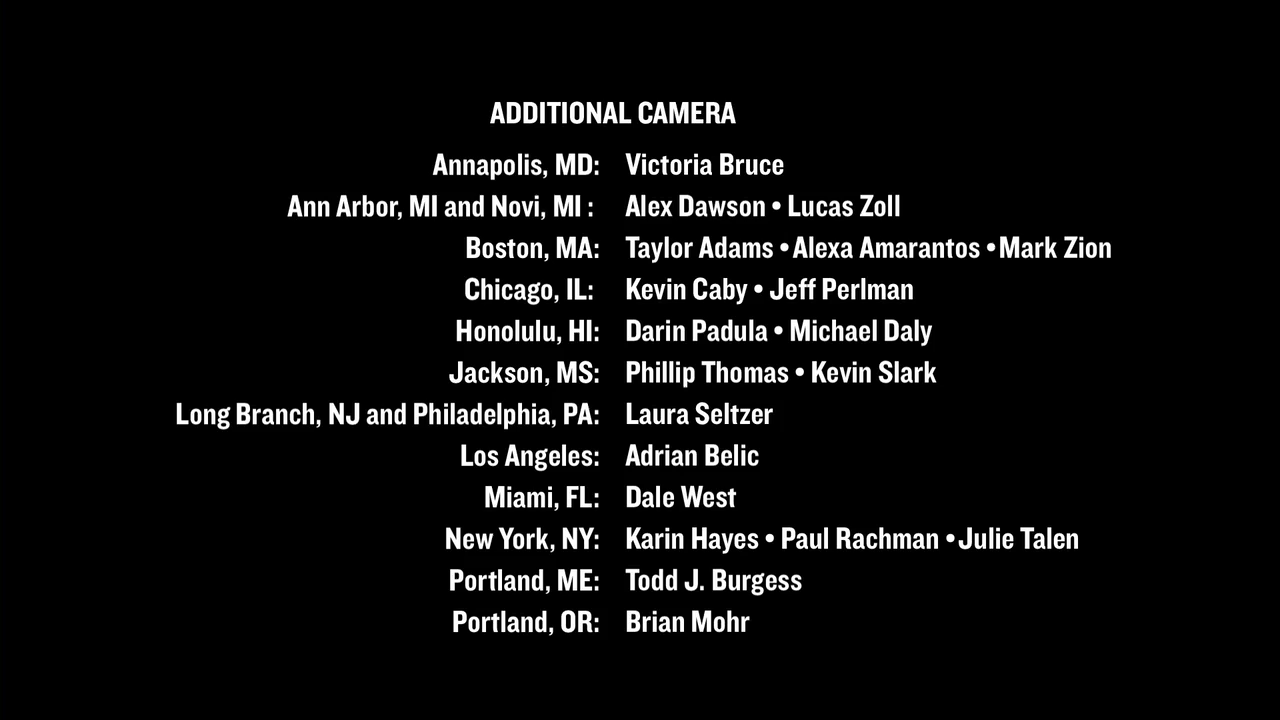 ADDITIONAL CAMERA
Annapolis, MD: Victoria Bruce
Ann Arbor, MI and Novi, MI : Alex Dawson • Lucas Zoll
Boston, MA: Taylor Adams •Alexa Amarantos •Mark Zion
Chicago, IL: Kevin Caby • Jeff Perlman
Honolulu, HI: Darin Padula • Michael Daly
Jackson, MS: Phillip Thomas • Kevin Slark
Long Branch, NJ and Philadelphia, PA: Laura Seltzer
Los Angeles: Adrian Belic
Miami, FL: Dale West
New York, NY: Karin Hayes • Paul Rachman •Julie Talen
Portland, ME: Todd J. Burgess
Portland, OR: Brian Mohr